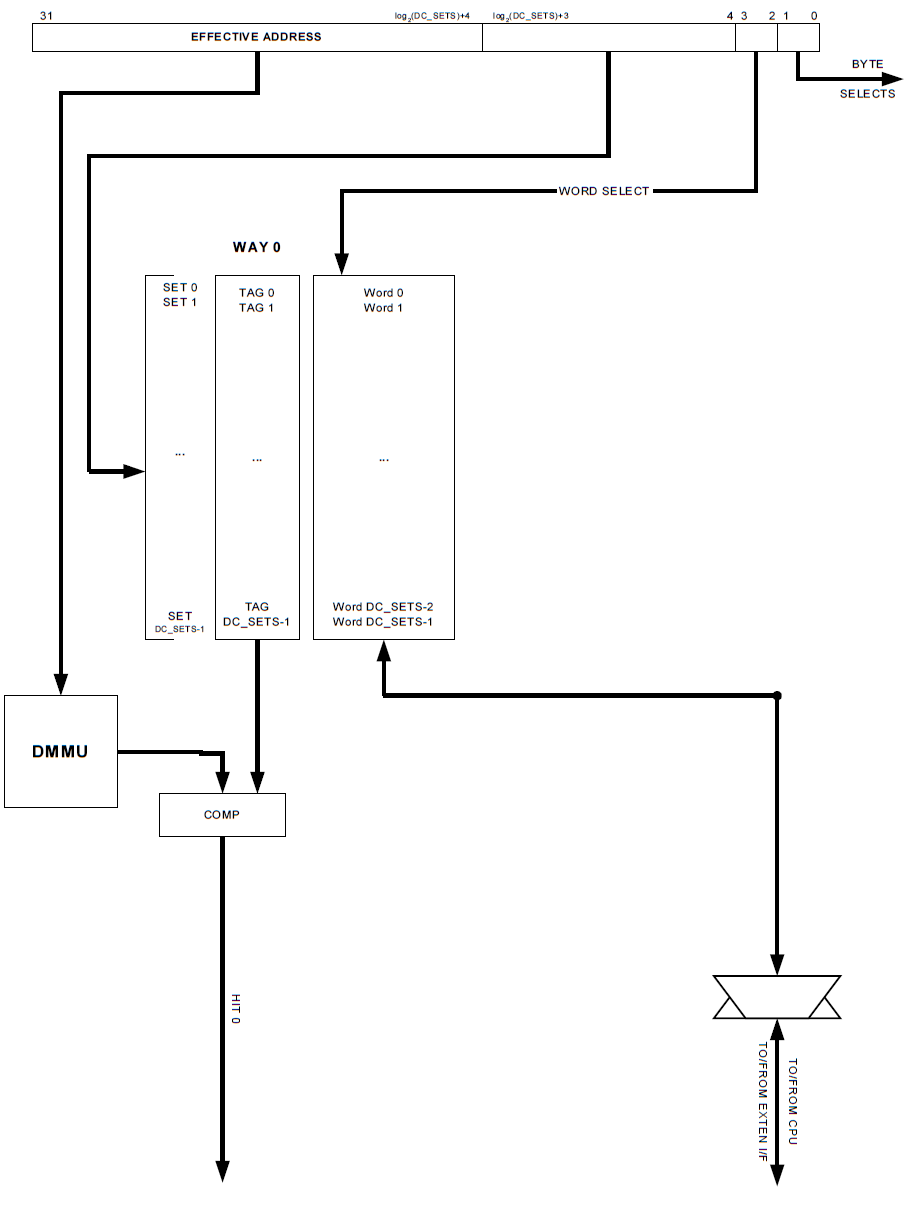 31 log2(DC_SETS)+4 log2(DC_SETS)+3 4 3 2 1 0
EFFECTIVE ADDRESS
BYTE
SELECTS
WORD SELECT
WAY 0
SET 0
SET 1
...
SET
DC_SETS-1
TAG 0
TAG 1
...
TAG
DC_SETS-1
Word 0
Word 1
...
Word DC_SETS-2
Word DC_SETS-1
DMMU
COMP
HIT 0
TO/FROM EXTEN I/F
TO/FROM CPU